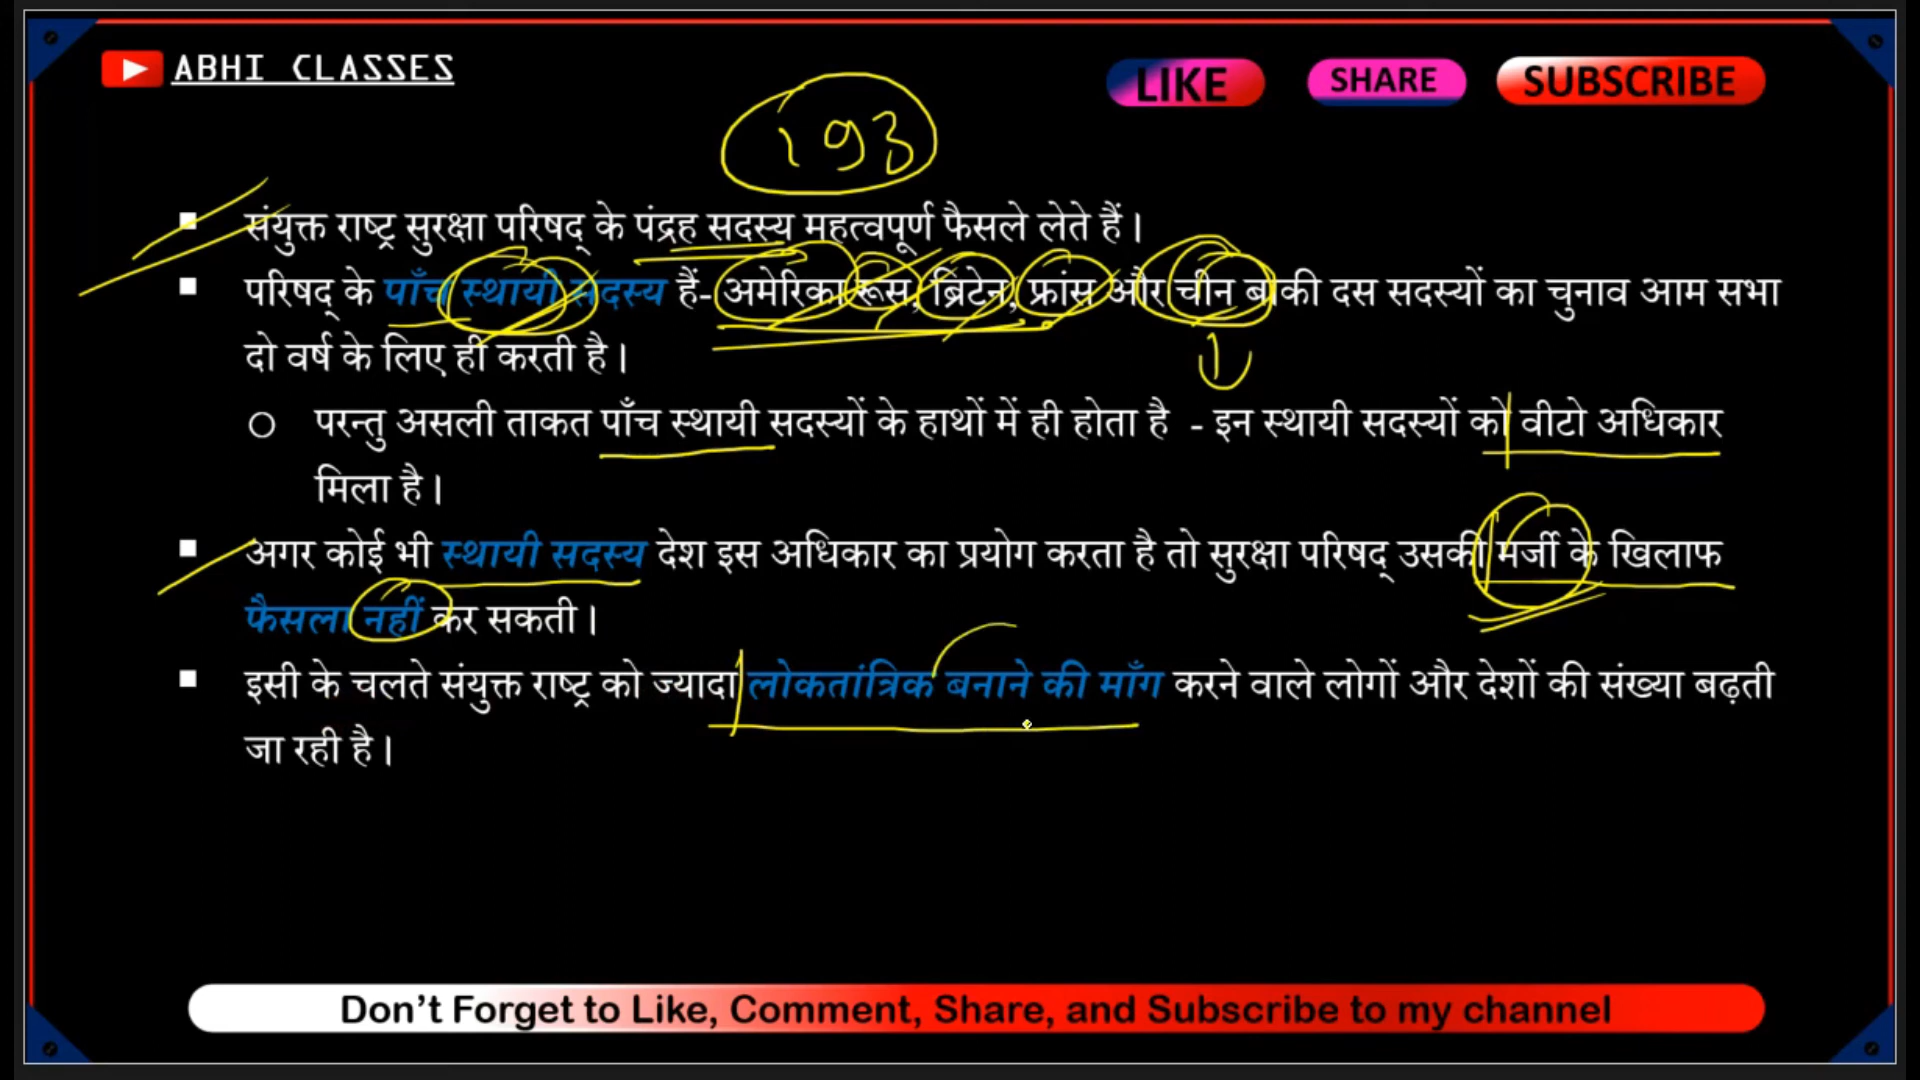 ABHI CLASSES
LIKE
SHARE
SUBSCRIBE
193
संयुक्त राष्ट्र सुरक्षा परिषद् के पंद्रह सदस्य महत्वपूर्ण फैसले लेते हैं।
परिषद् के पाँच स्थायी सदस्य हैं- अमेरिका रूस, ब्रिटेन, फ्रांस और चीन बाकी दस सदस्यों का चुनाव आम सभा
दो वर्ष के लिए ही करती है।
परन्तु असली ताकत पाँच स्थायी सदस्यों के हाथों में ही होता है - इन स्थायी सदस्यों को वीटो अधिकार
मिला है।
अगर कोई भी स्थायी सदस्य देश इस अधिकार का प्रयोग करता है तो सुरक्षा परिषद् उसकी मर्जी के खिलाफ
फैसला नहीं कर सकती।
इसी के चलते संयुक्त राष्ट्र को ज्यादा लोकतांत्रिक बनाने की माँग करने वाले लोगों और देशों की संख्या बढ़ती
जा रही है।
Don't Forget to Like, Comment, Share, and Subscribe to my channel